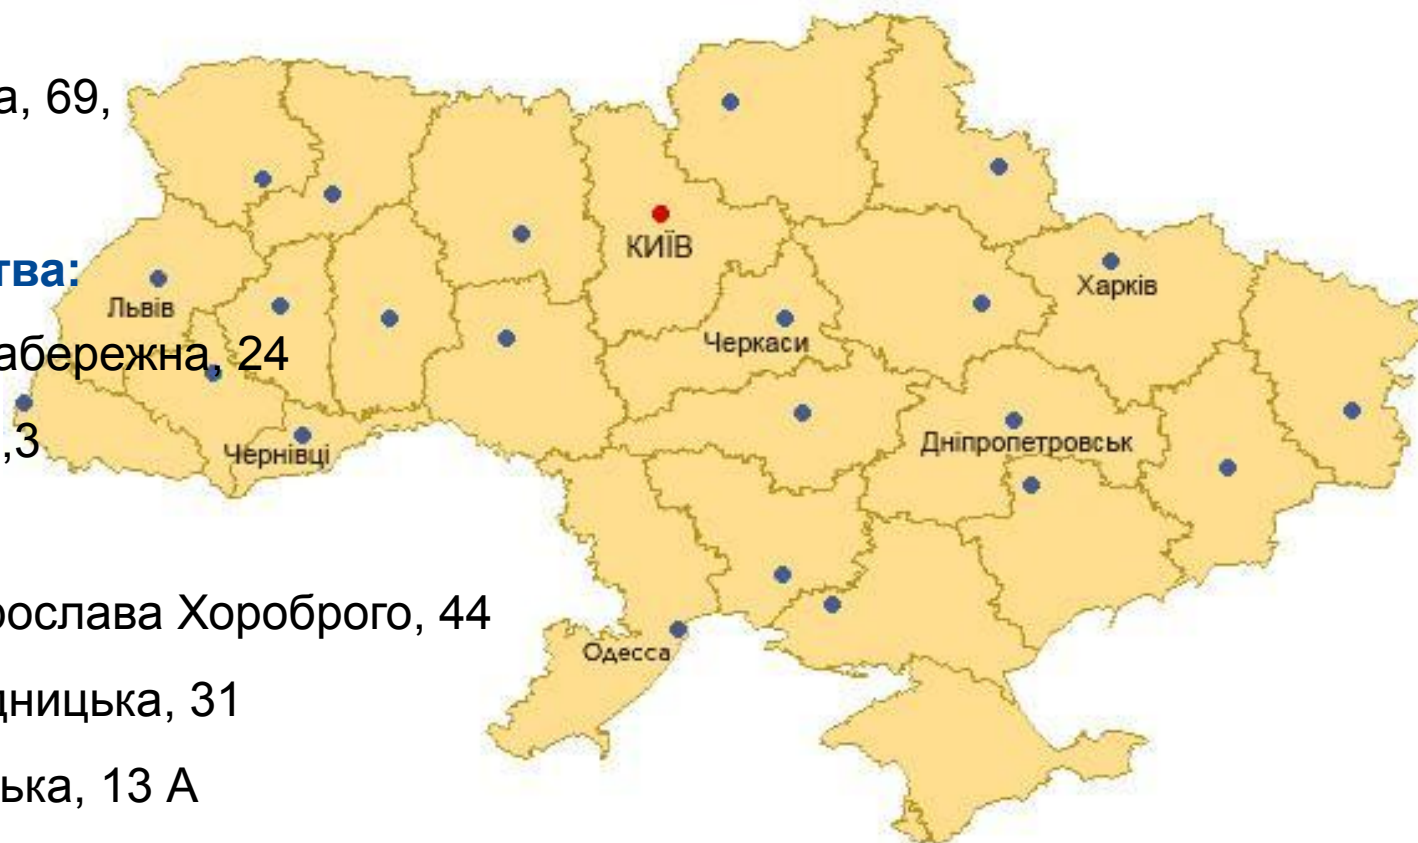 а, 69,
КИЇВ
тва:
Харків
Львів
Черкаси
абережна, 24
Дніпропетровськ
,3
Чернівці
рослава Хороброго, 44
Одесса
дницька, 31
ька, 13 А